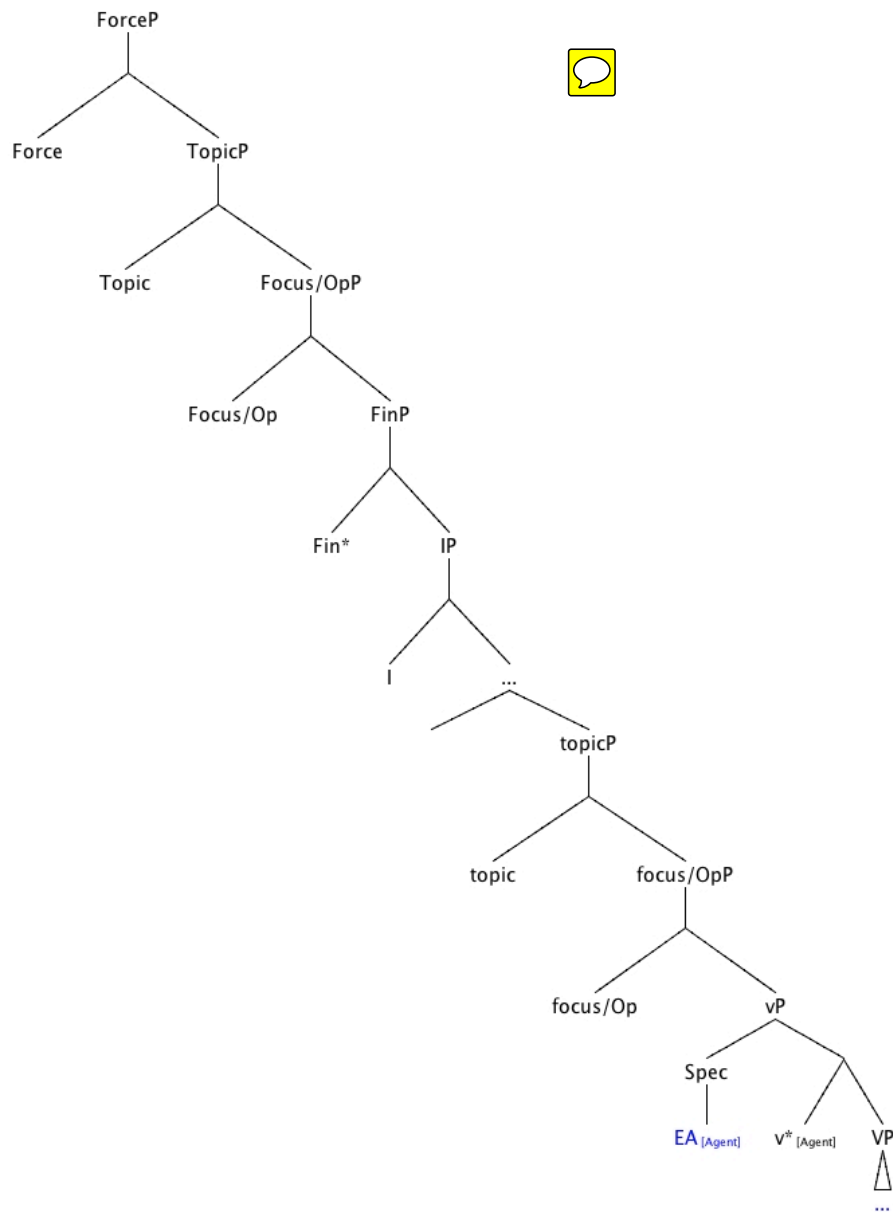 ForceP
Force TopicP
Topic Focus/OpP
Focus/Op FinP
Fin* IP
I ...
topicP
topic focus/OpP
focus/Op vP
Spec
EA [Agent] v* [Agent] VP
...